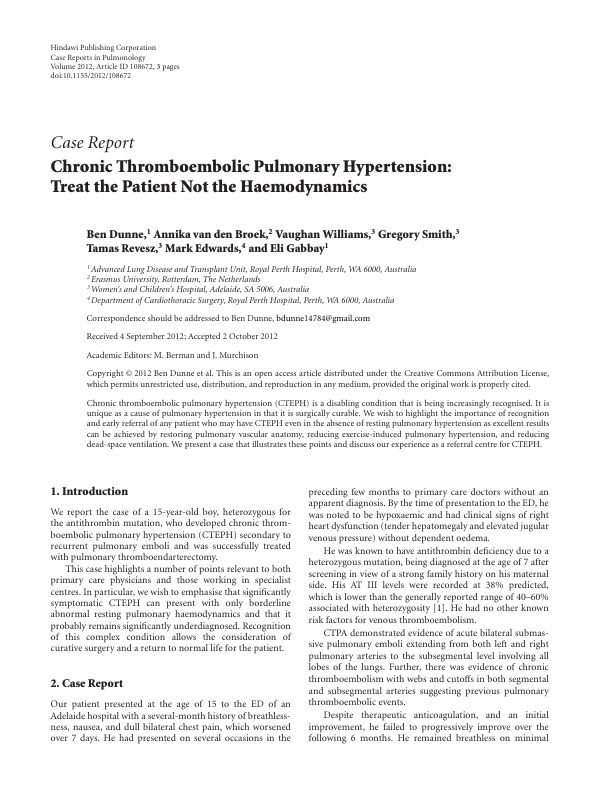 Hindawi Publishing Corporation
Case Reports in Pulmonology
Volume 2012, Article ID 108672, 3 pages
doi:10.1155/2012/108672
Case Report
Chronic Thromboembolic Pulmonary Hypertension:
Treat the Patient Not the Haemodynamics
Ben Dunne,1 Annika van den Broek,2 Vaughan Williams,3 Gregory Smith,3
Tamas Revesz,3 Mark Edwards,4 and Eli Gabbay1
1 Advanced Lung Disease and Transplant Unit, Royal Perth Hospital, Perth, WA 6000, Australia
2 Erasmus University, Rotterdam, The Netherlands
3 Women's and Children's Hospital, Adelaide, SA 5006, Australia
4 Department of Cardiothoracic Surgery, Royal Perth Hospital, Perth, WA 6000, Australia
Correspondence should be addressed to Ben Dunne, bdunne14784@gmail.com
Received 4 September 2012; Accepted 2 October 2012
Academic Editors: M. Berman and J. Murchison
Copyright © 2012 Ben Dunne et al. This is an open access article distributed under the Creative Commons Attribution License,
which permits unrestricted use, distribution, and reproduction in any medium, provided the original work is properly cited.
Chronic thromboembolic pulmonary hypertension (CTEPH) is a disabling condition that is being increasingly recognised. It is
unique as a cause of pulmonary hypertension in that it is surgically curable. We wish to highlight the importance of recognition
and early referral of any patient who may have CTEPH even in the absence of resting pulmonary hypertension as excellent results
can be achieved by restoring pulmonary vascular anatomy, reducing exercise-induced pulmonary hypertension, and reducing
dead-space ventilation. We present a case that illustrates these points and discuss our experience as a referral centre for CTEPH.
1. Introduction
We report the case of a 15-year-old boy, heterozygous for
the antithrombin mutation, who developed chronic throm-
boembolic pulmonary hypertension (CTEPH) secondary to
recurrent pulmonary emboli and was successfully treated
with pulmonary thromboendarterectomy.
This case highlights a number of points relevant to both
primary care physicians and those working in specialist
centres. In particular, we wish to emphasise that significantly
symptomatic CTEPH can present with only borderline
abnormal resting pulmonary haemodynamics and that it
probably remains significantly underdiagnosed. Recognition
of this complex condition allows the consideration of
curative surgery and a return to normal life for the patient.
2. Case Report
Our patient presented at the age of 15 to the ED of an
Adelaide hospital with a several-month history of breathless-
ness, nausea, and dull bilateral chest pain, which worsened
over 7 days. He had presented on several occasions in the
preceding few months to primary care doctors without an
apparent diagnosis. By the time of presentation to the ED, he
was noted to be hypoxaemic and had clinical signs of right
heart dysfunction (tender hepatomegaly and elevated jugular
venous pressure) without dependent oedema.
He was known to have antithrombin deficiency due to a
heterozygous mutation, being diagnosed at the age of 7 after
screening in view of a strong family history on his maternal
side. His AT III levels were recorded at 38% predicted,
which is lower than the generally reported range of 40–60%
associated with heterozygosity [1]. He had no other known
risk factors for venous thromboembolism.
CTPA demonstrated evidence of acute bilateral submas-
sive pulmonary emboli extending from both left and right
pulmonary arteries to the subsegmental level involving all
lobes of the lungs. Further, there was evidence of chronic
thromboembolism with webs and cutoffs in both segmental
and subsegmental arteries suggesting previous pulmonary
thromboembolic events.
Despite therapeutic anticoagulation, and an initial
improvement, he failed to progressively improve over the
following 6 months. He remained breathless on minimal